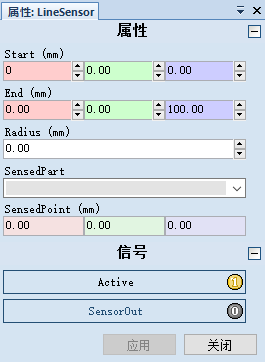 属性: LineSensor
属性
Start (mm)
0 0.00 0.00
End (mm)
0.00 0.00 100.00
Radius (mm)
0.00
SensedPart
SensedPoint (mm)
0.00 0.00 0.00
信号
Active 1
SensorOut 0
应用 关闭